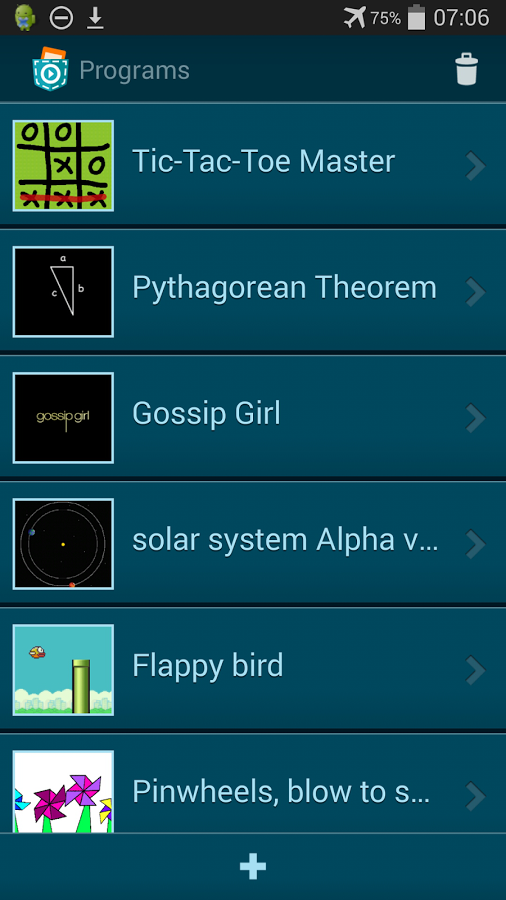 75% 07:06
Programs
Tic-Tac-Toe Master
a
c b
Pythagorean Theorem
gossip girl
Gossip Girl
solar system Alpha v...
Flappy bird
Pinwheels, blow to s...